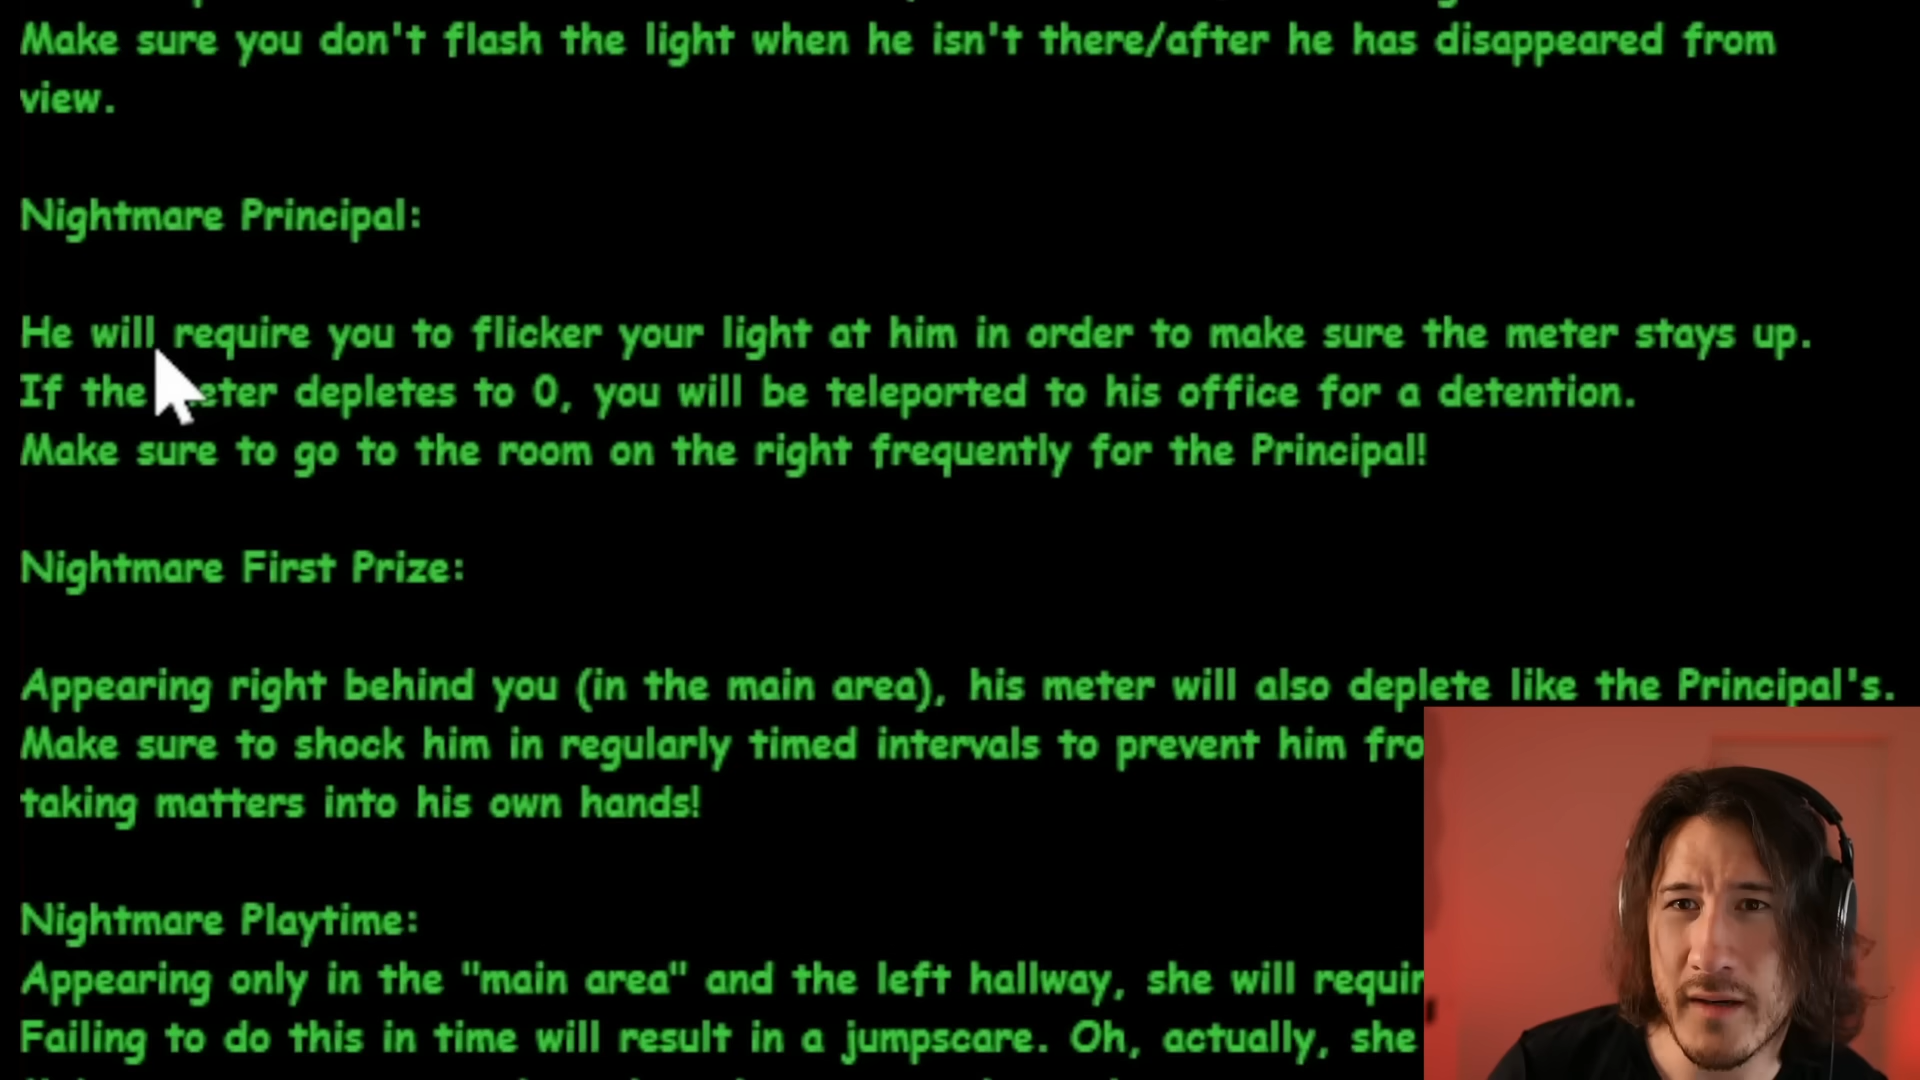 Make sure you don't flash the light when he isn't there/after he has disappeared from
view.
Nightmare Principal:
He will require you to flicker your light at him in order to make sure the meter stays up.
If the meter depletes to 0, you will be teleported to his office for a detention.
Make sure to go to the room on the right frequently for the Principal!
Nightmare First Prize:
Appearing right behind you (in the main area), his meter will also deplete like the Principal's.
Make sure to shock him in regularly timed intervals to prevent him fro
taking matters into his own hands!
Nightmare Playtime:
Appearing only in the "main area" and the left hallway, she will requir
Failing to do this in time will result in a jumpscare. Oh, actually, she